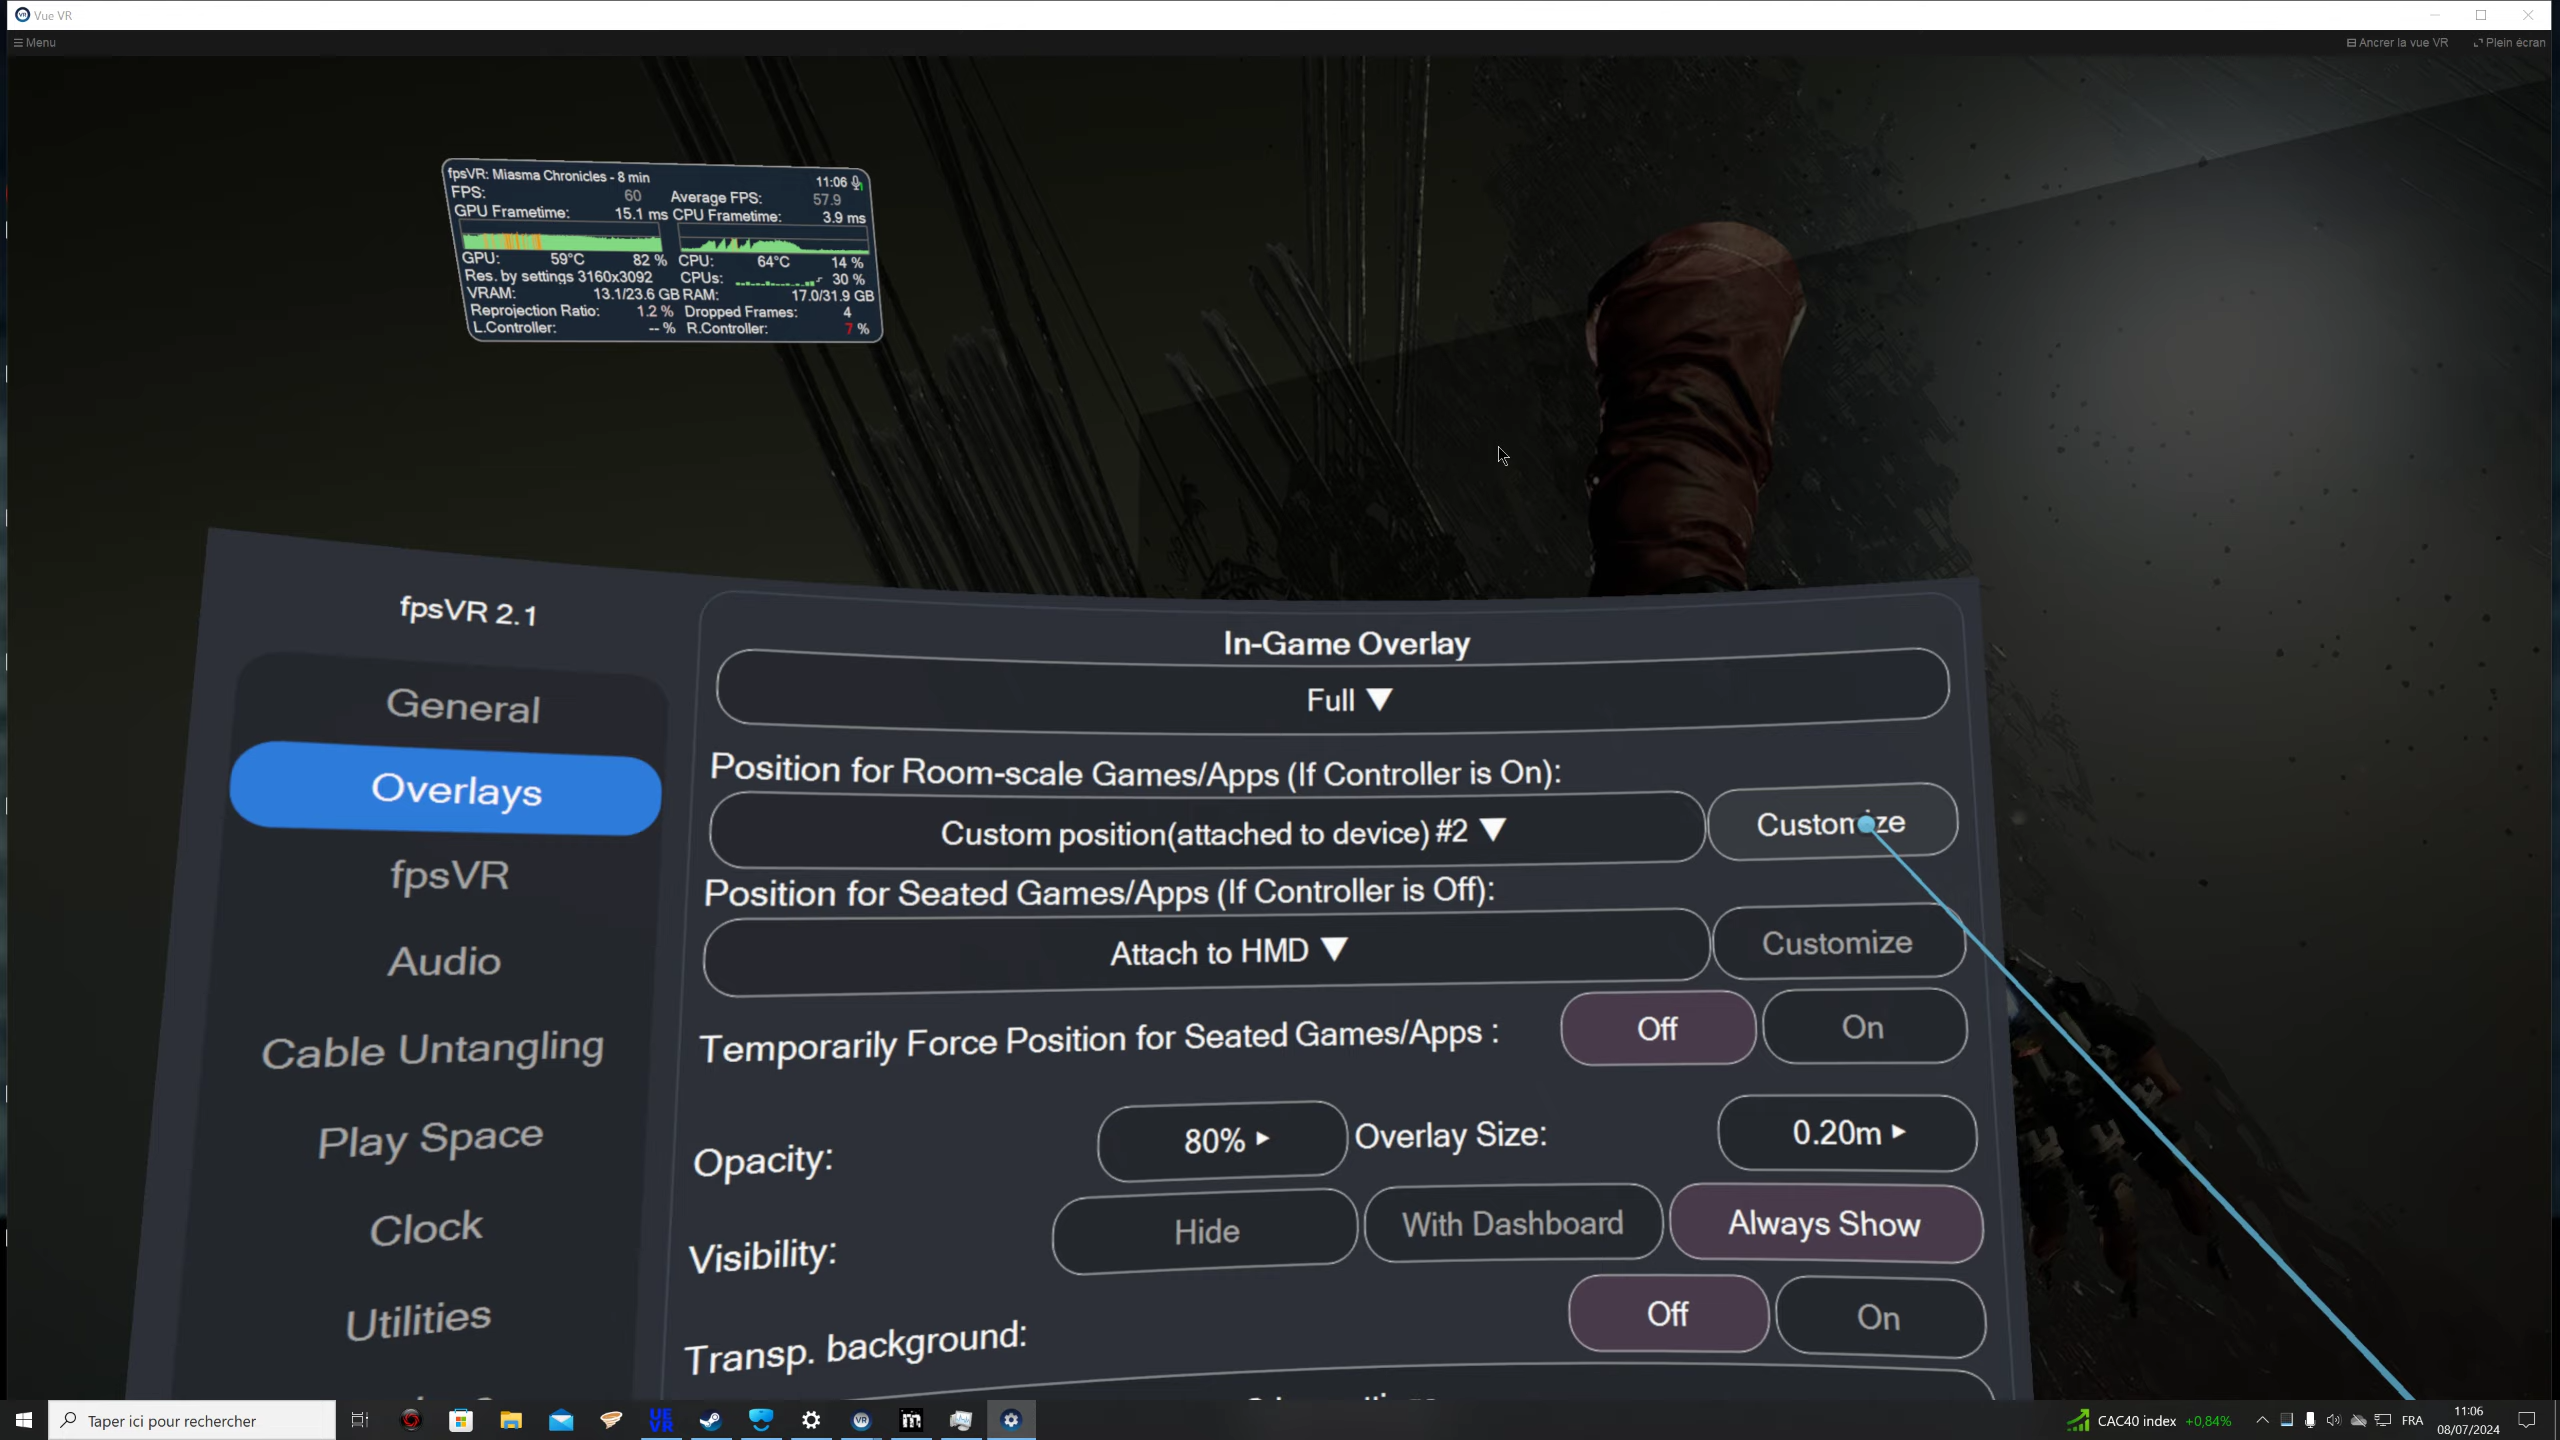 Vue VR
☰ Menu
Ancrer la vue VR
Plein écran
fpsVR: Miasma Chronicles - 8 min 11:06
FPS: 60 Average FPS: 57.9
GPU Frametime: 15.1 ms CPU Frametime: 3.9 ms
GPU: 59°C 82 % CPU: 64°C 14 %
Res. by settings 3160x3092 CPUs: 30 %
VRAM: 13.1/23.6 GB RAM: 17.0/31.9 GB
Reprojection Ratio: 1.2 % Dropped Frames: 4
L.Controller: -- % R.Controller: 7 %
fpsVR 2.1
General
Overlays
fpsVR
Audio
Cable Untangling
Play Space
Clock
Utilities
In-Game Overlay
Full ▼
Position for Room-scale Games/Apps (If Controller is On):
Custom position(attached to device) #2 ▼
Customize
Position for Seated Games/Apps (If Controller is Off):
Attach to HMD ▼
Customize
Temporarily Force Position for Seated Games/Apps : Off On
Opacity: 80% ▸ Overlay Size: 0.20m ▸
Visibility: Hide With Dashboard Always Show
Transp. background: Off On
Taper ici pour rechercher
UE
VR
VR
m
CAC40 index +0,84%
FRA
11:06
08/07/2024